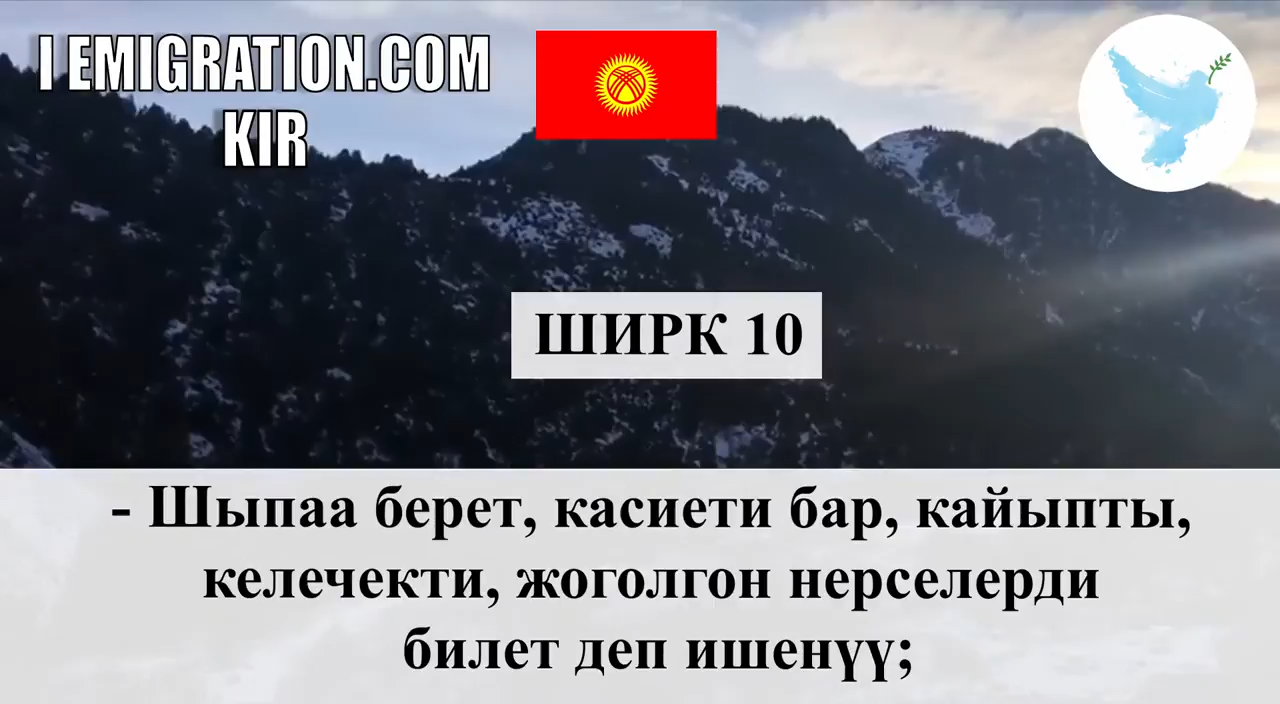 I EMIGRATION.COM
KIR
ШИРК 10
- Шыпаа берет, касиети бар, кайыпты,
келечекти, жоголгон нерселерди
билет деп ишенүү;